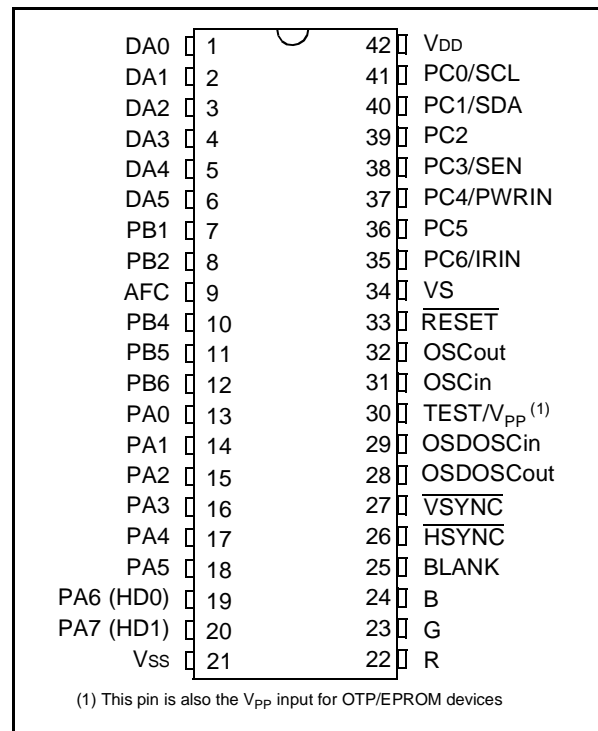 DA0 1 42 VDD
DA1 2 41 PC0/SCL
DA2 3 40 PC1/SDA
DA3 4 39 PC2
DA4 5 38 PC3/SEN
DA5 6 37 PC4/PWRIN
PB1 7 36 PC5
PB2 8 35 PC6/IRIN
AFC 9 34 VS
PB4 10 33 RESET
PB5 11 32 OSCout
PB6 12 31 OSCin
PA0 13 30 TEST/VPP (1)
PA1 14 29 OSDOSCin
PA2 15 28 OSDOSCout
PA3 16 27 VSYNC
PA4 17 26 HSYNC
PA5 18 25 BLANK
PA6 (HD0) 19 24 B
PA7 (HD1) 20 23 G
VSS 21 22 R
(1) This pin is also the VPP input for OTP/EPROM devices